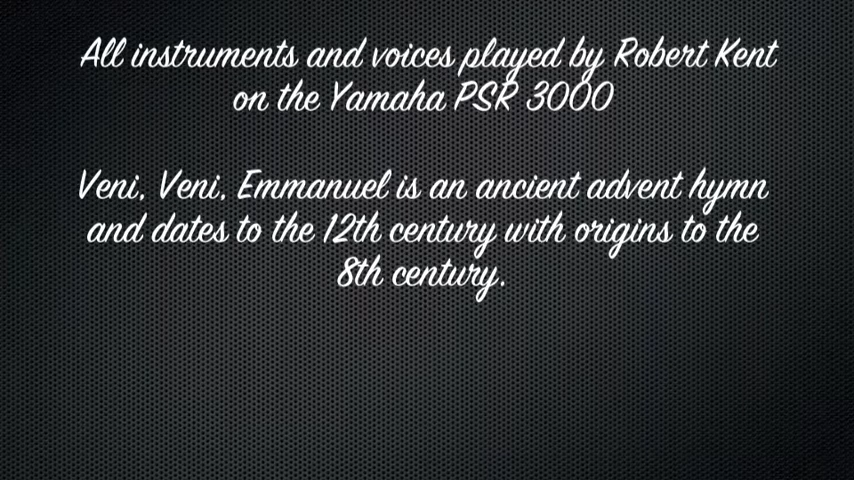 All instruments and voices played by Robert Kent
on the Yamaha PSR 3000
Veni, Veni, Emmanuel is an ancient advent hymn
and dates to the 12th century with origins to the
8th century.